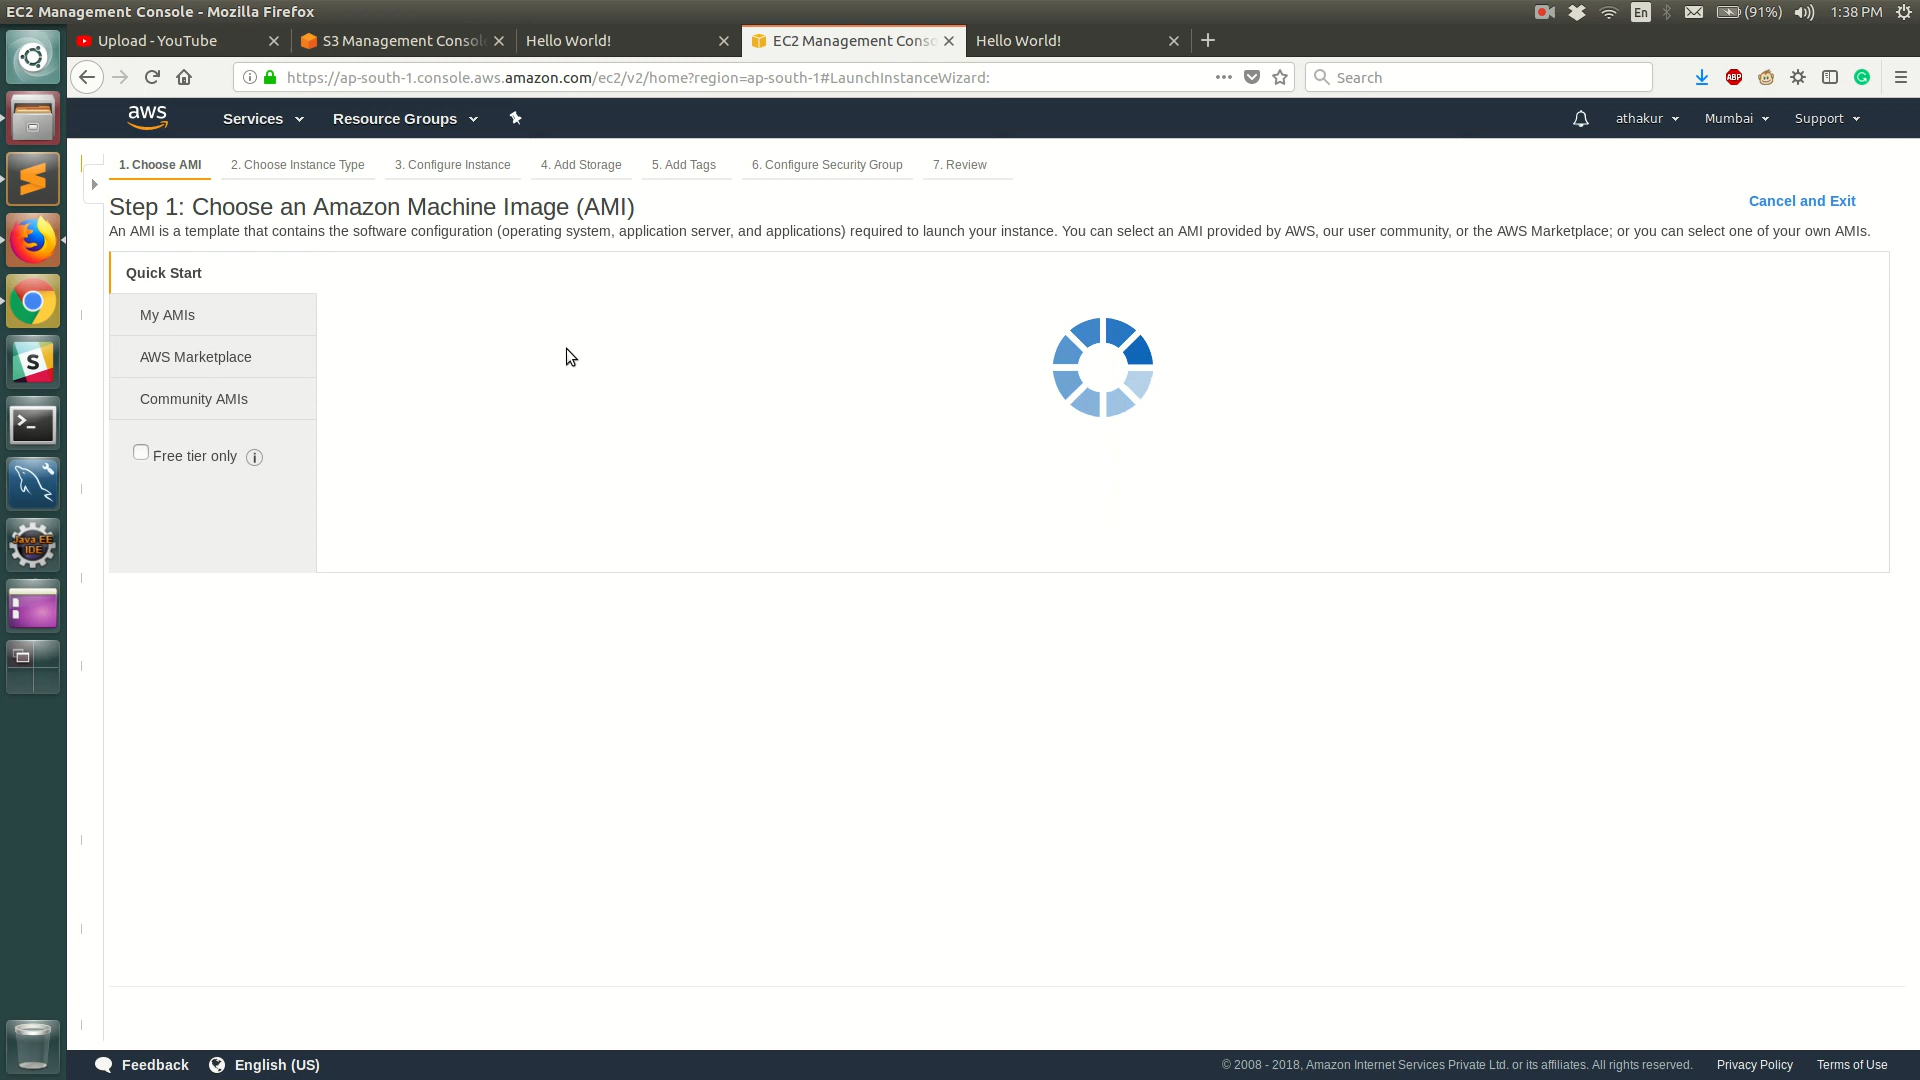 EC2 Management Console - Mozilla Firefox
En
(91%)
1:38 PM
Upload - YouTube
S3 Management Consol
Hello World!
EC2 Management Conso
Hello World!
https://ap-south-1.console.aws.amazon.com/ec2/v2/home?region=ap-south-1#LaunchInstanceWizard:
Search
ABP
aws
Services
Resource Groups
athakur
Mumbai
Support
1. Choose AMI
2. Choose Instance Type
3. Configure Instance
4. Add Storage
5. Add Tags
6. Configure Security Group
7. Review
Step 1: Choose an Amazon Machine Image (AMI)
Cancel and Exit
An AMI is a template that contains the software configuration (operating system, application server, and applications) required to launch your instance. You can select an AMI provided by AWS, our user community, or the AWS Marketplace; or you can select one of your own AMIs.
Quick Start
My AMIs
AWS Marketplace
Community AMIs
Free tier only
S
Java EE
IDE
Feedback
English (US)
© 2008 - 2018, Amazon Internet Services Private Ltd. or its affiliates. All rights reserved.
Privacy Policy
Terms of Use